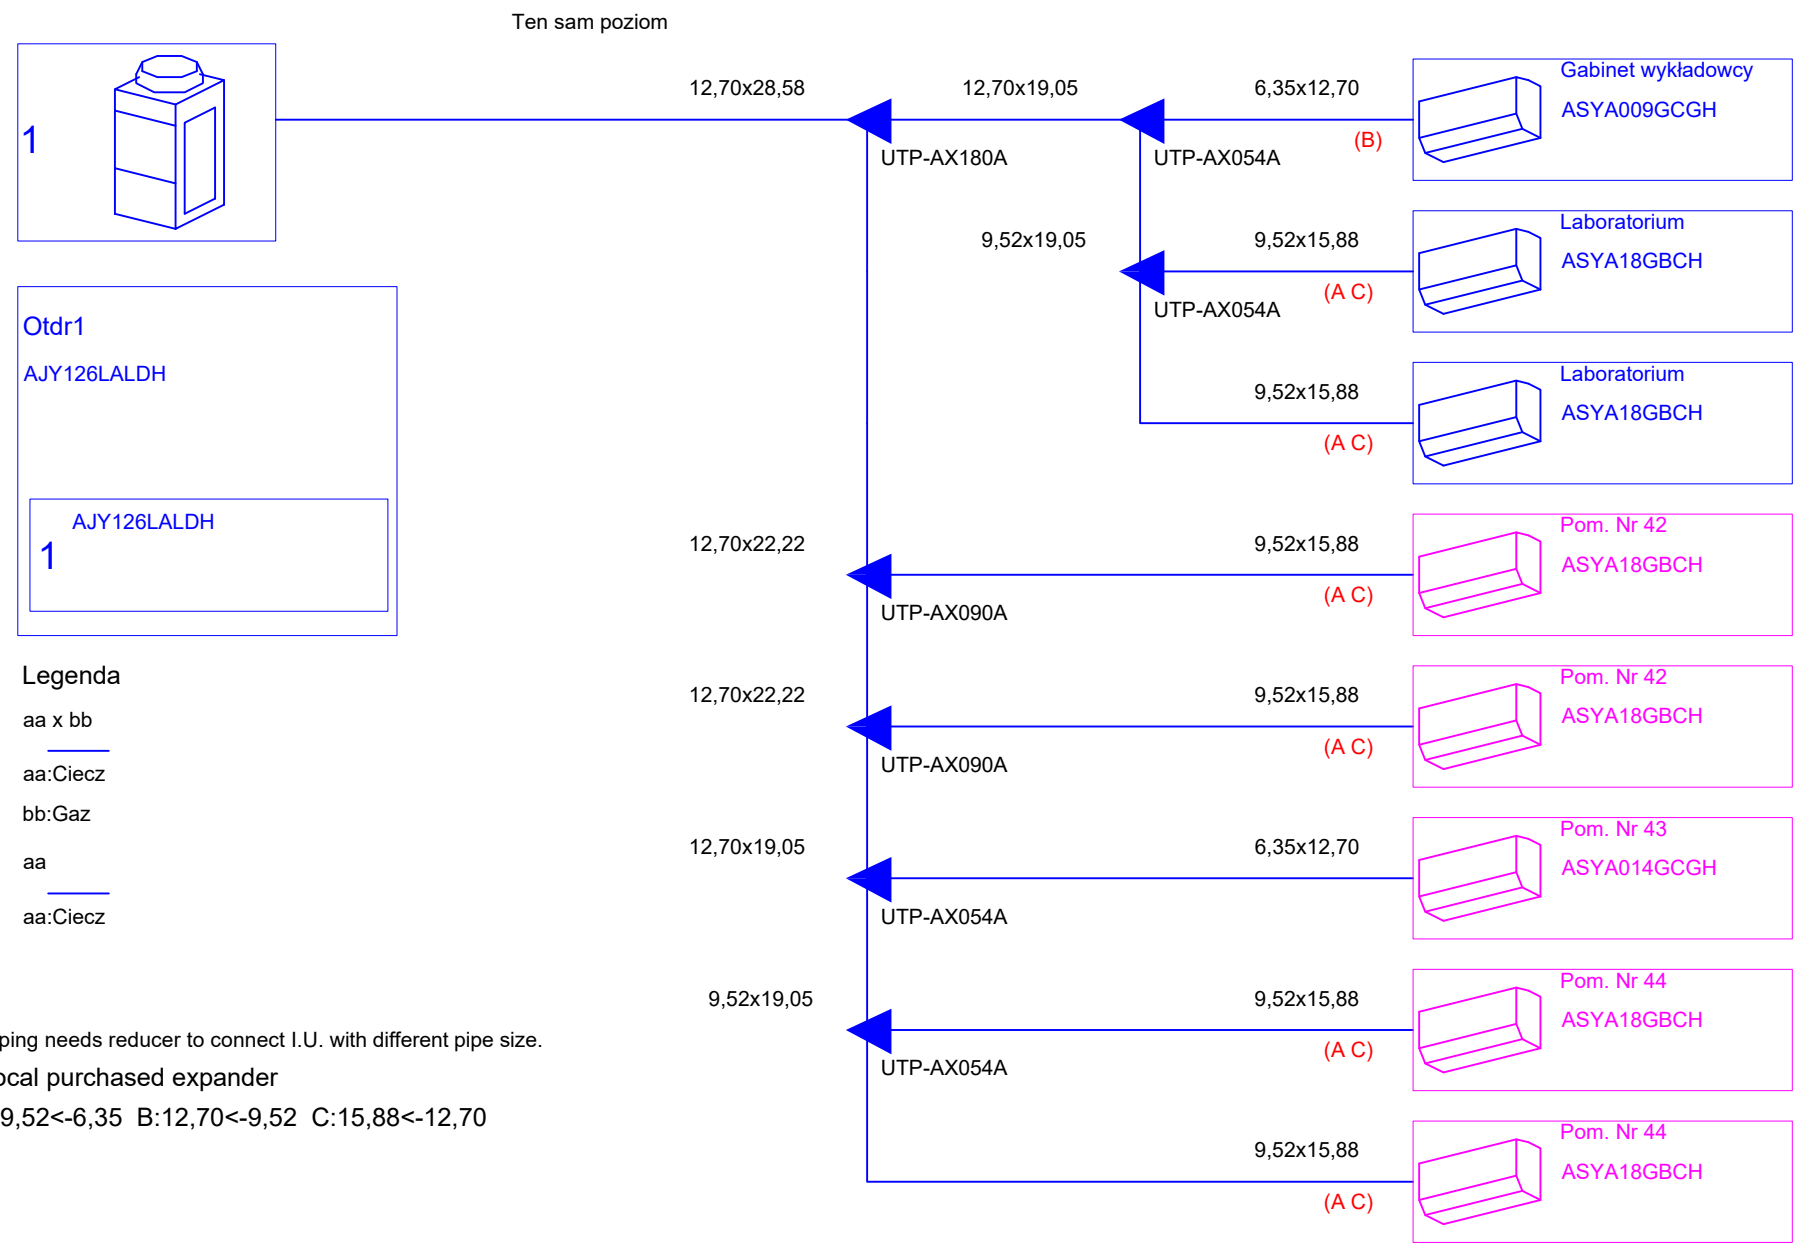 Ten sam poziom
1
12,70x28,58
12,70x19,05
6,35x12,70
(B)
UTP-AX180A
UTP-AX054A
Gabinet wykładowcy
ASYA009GCGH
9,52x19,05
9,52x15,88
(A C)
UTP-AX054A
Laboratorium
ASYA18GBCH
9,52x15,88
(A C)
Laboratorium
ASYA18GBCH
Otdr1
AJY126LALDH
AJY126LALDH
1
12,70x22,22
9,52x15,88
(A C)
UTP-AX090A
Pom. Nr 42
ASYA18GBCH
12,70x22,22
9,52x15,88
(A C)
UTP-AX090A
Pom. Nr 42
ASYA18GBCH
12,70x19,05
6,35x12,70
UTP-AX054A
Pom. Nr 43
ASYA014GCGH
9,52x19,05
9,52x15,88
(A C)
UTP-AX054A
Pom. Nr 44
ASYA18GBCH
9,52x15,88
(A C)
Pom. Nr 44
ASYA18GBCH
Legenda
aa x bb
aa:Ciecz
bb:Gaz
aa
aa:Ciecz
needs reducer to connect I.U. with different pipe size.
purchased expander
9,52<-6,35 B:12,70<-9,52 C:15,88<-12,70